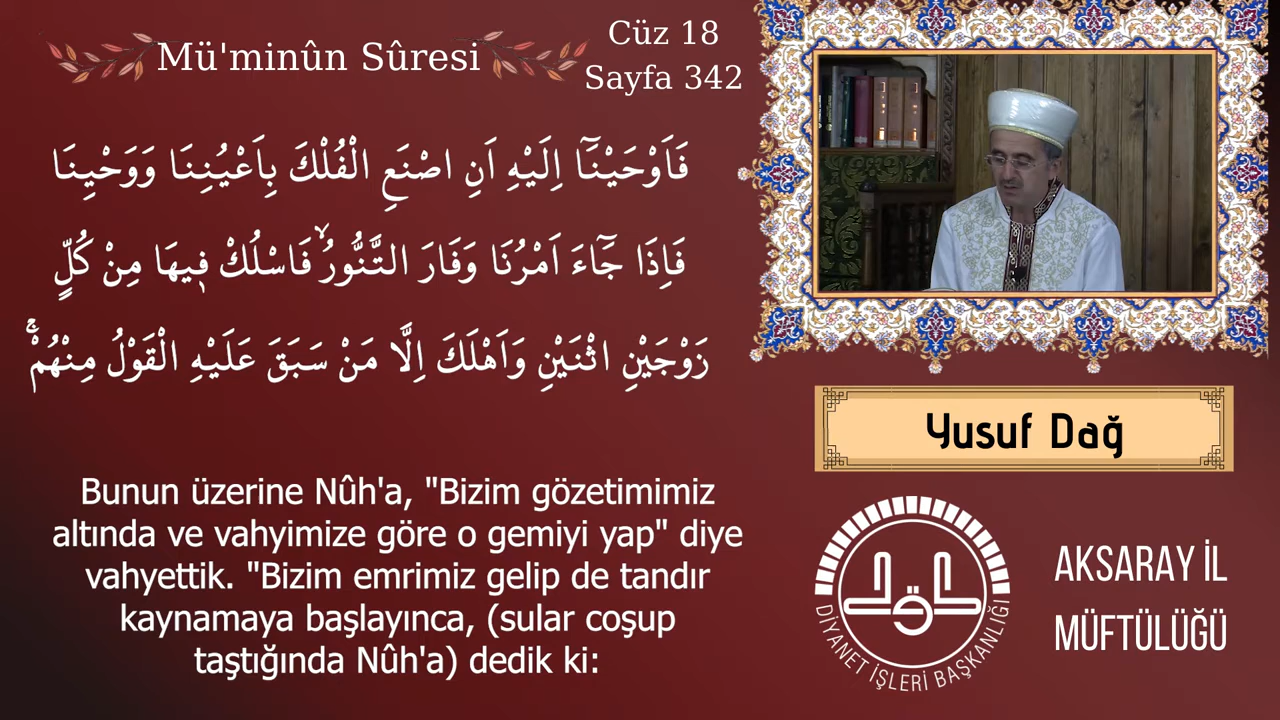 Mü'minûn Sûresi
Cüz 18
Sayfa 342
فَاَوْحَيْنَٓا اِلَيْهِ اَنِ اصْنَعِ الْفُلْكَ بِاَعْيُنِنَا وَوَحْيِنَا
فَاِذَا جَٓاءَ اَمْرُنَا وَفَارَ التَّنُّورُۙ فَاسْلُكْ ف۪يهَا مِنْ كُلٍّ
زَوْجَيْنِ اثْنَيْنِ وَاَهْلَكَ اِلَّا مَنْ سَبَقَ عَلَيْهِ الْقَوْلُ مِنْهُمْۚ
Bunun üzerine Nûh'a, "Bizim gözetimimiz
altında ve vahyimize göre o gemiyi yap" diye
vahyettik. "Bizim emrimiz gelip de tandır
kaynamaya başlayınca, (sular coşup
taştığında Nûh'a) dedik ki:
Yusuf Dağ
DİYANET İŞLERİ BAŞKANLIĞI
AKSARAY İL
MÜFTÜLÜĞÜ